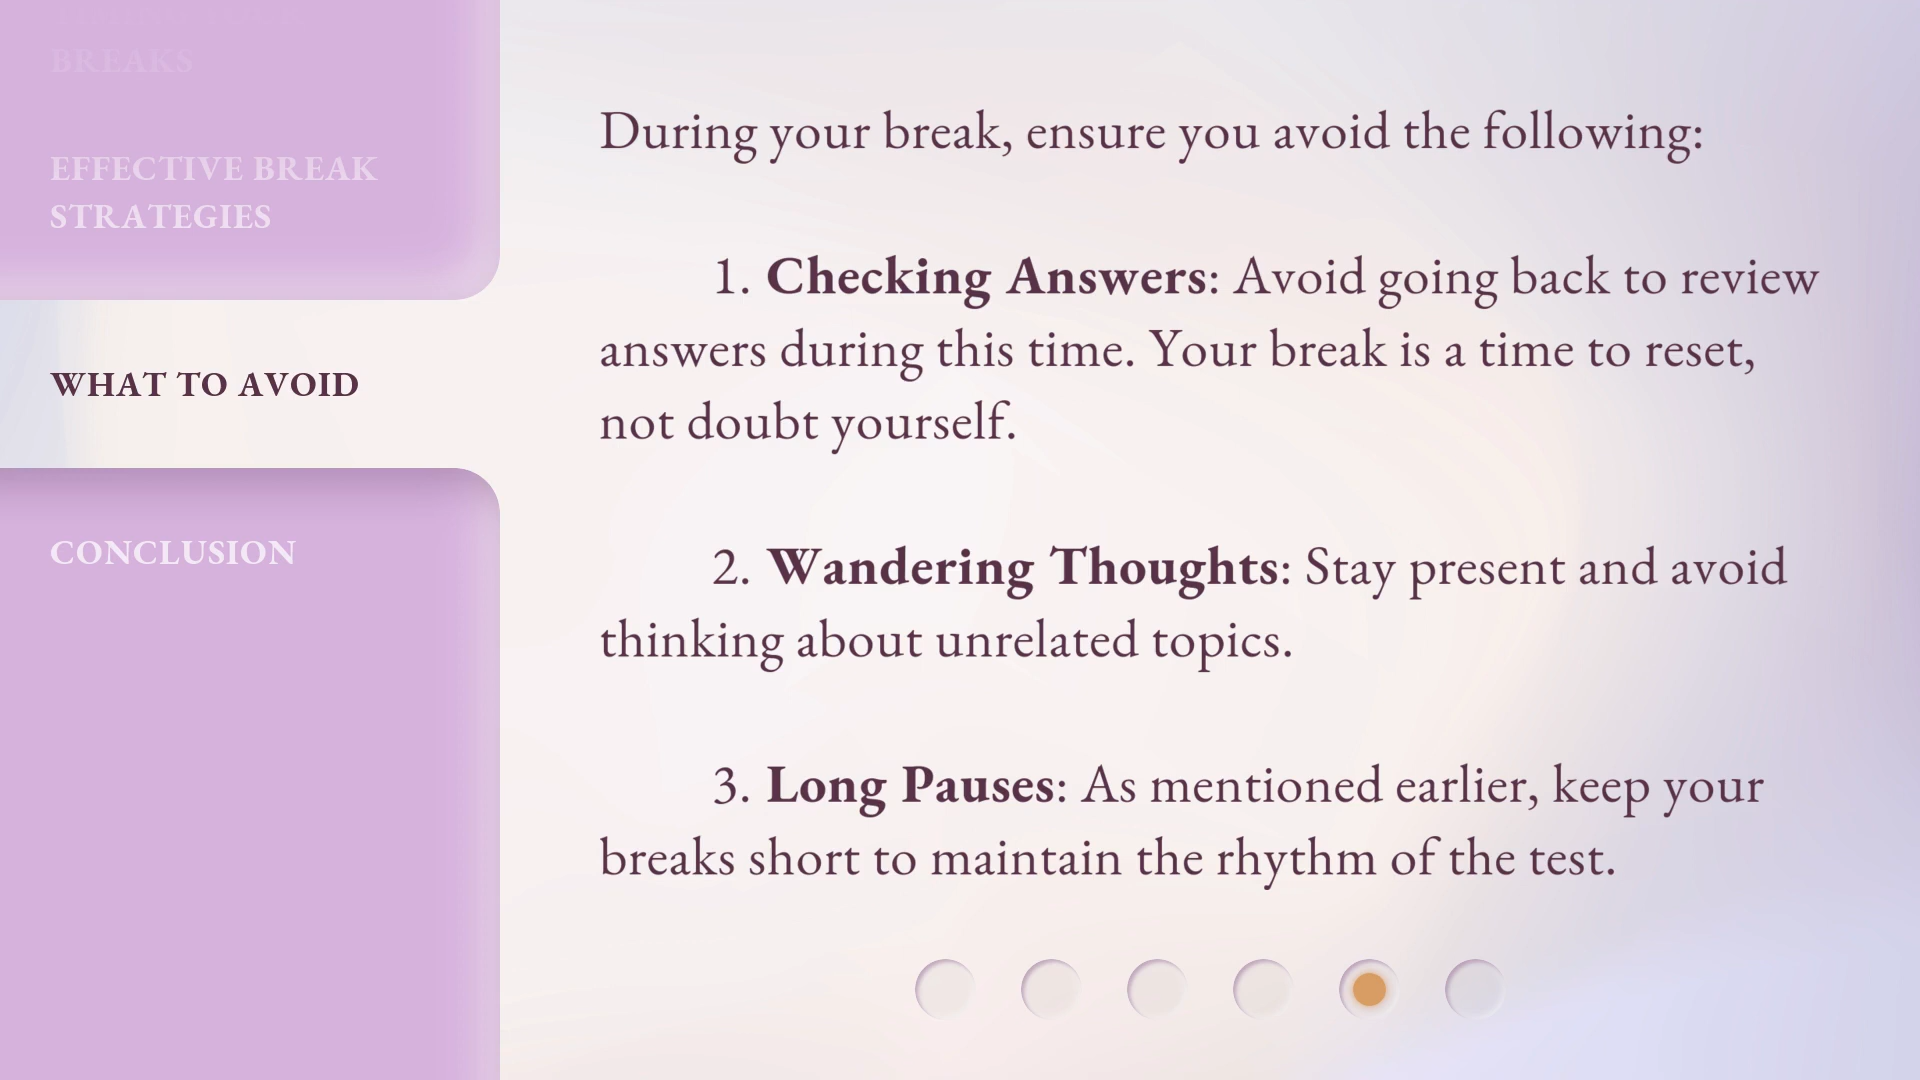 BREAKS
EFFECTIVE BREAK
STRATEGIES
WHAT TO AVOID
CONCLUSION
During your break, ensure you avoid the following:
1. Checking Answers: Avoid going back to review
answers during this time. Your break is a time to reset,
not doubt yourself.
2. Wandering Thoughts: Stay present and avoid
thinking about unrelated topics.
3. Long Pauses: As mentioned earlier, keep your
breaks short to maintain the rhythm of the test.